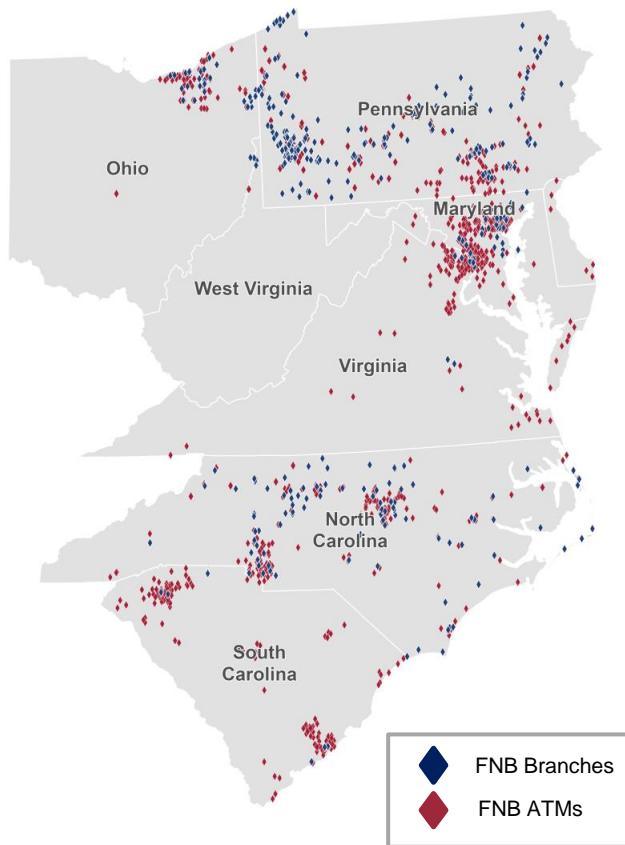 Pennsylvania
Ohio
Maryland
West Virginia
Virginia
North
Carolina
South
Carolina
FNB Branches
FNB ATMs